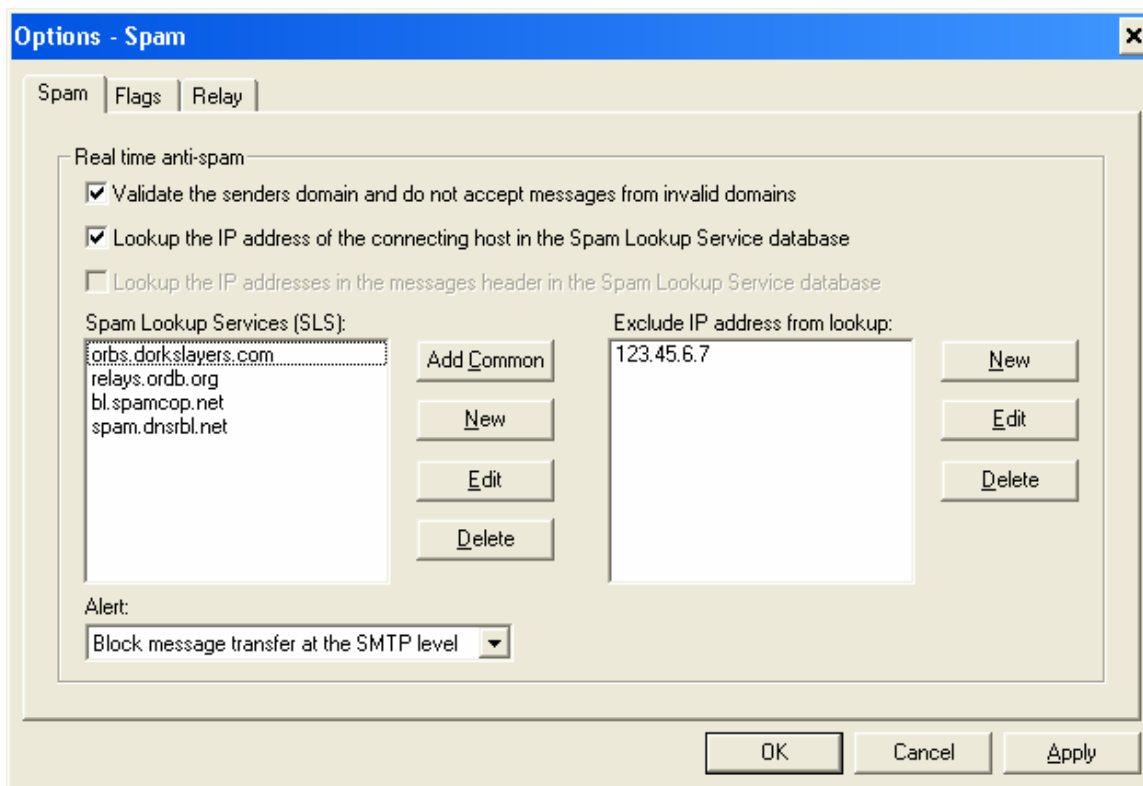 Options - Spam
Spam Flags Relay
Real time anti-spam
Validate the senders domain and do not accept messages from invalid domains
Lookup the IP address of the connecting host in the Spam Lookup Service database
Lookup the IP addresses in the messages header in the Spam Lookup Service database
Spam Lookup Services (SLS):
orbs.dorkslayers.com
relays.ordb.org
bl.spamcop.net
spam.dnsrbl.net
Add Common
New
Edit
Delete
Exclude IP address from lookup:
123.45.6.7
New
Edit
Delete
Alert:
Block message transfer at the SMTP level
OK Cancel Apply